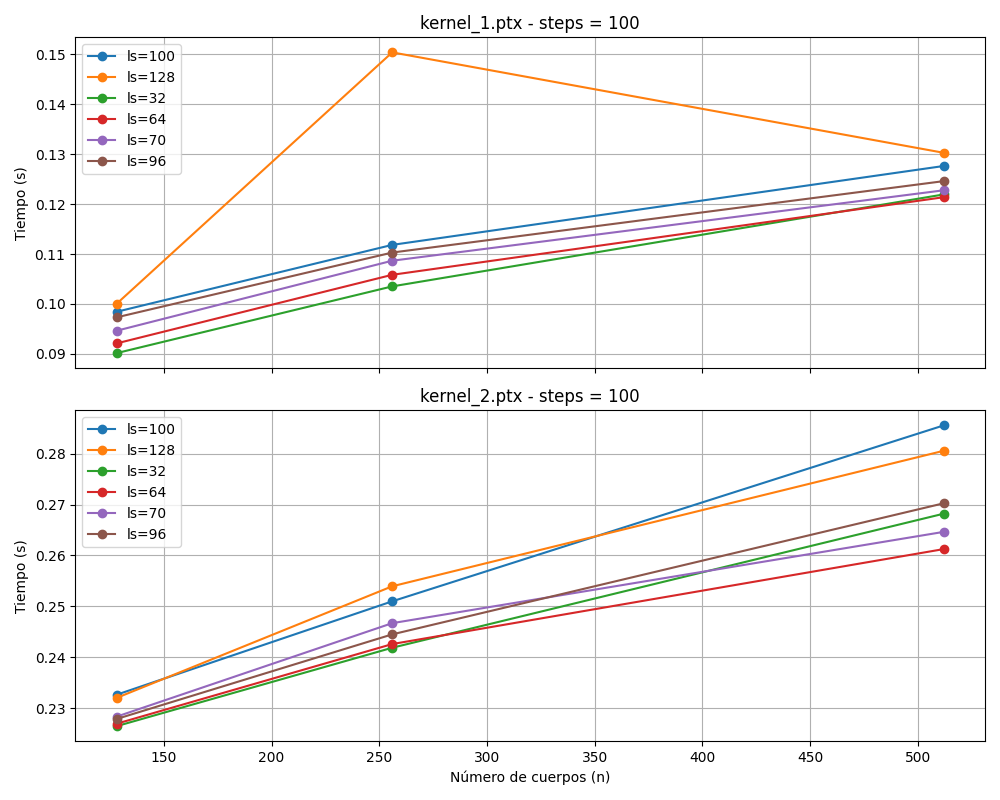 kernel_1.ptx - steps = 100
0.15
0.14
0.13
0.12
0.11
0.10
0.09
Tiempo (s)
ls=100
ls=128
ls=32
ls=64
ls=70
ls=96
kernel_2.ptx - steps = 100
0.28
0.27
0.26
0.25
0.24
0.23
Tiempo (s)
ls=100
ls=128
ls=32
ls=64
ls=70
ls=96
150 200 250 300 350 400 450 500
Número de cuerpos (n)